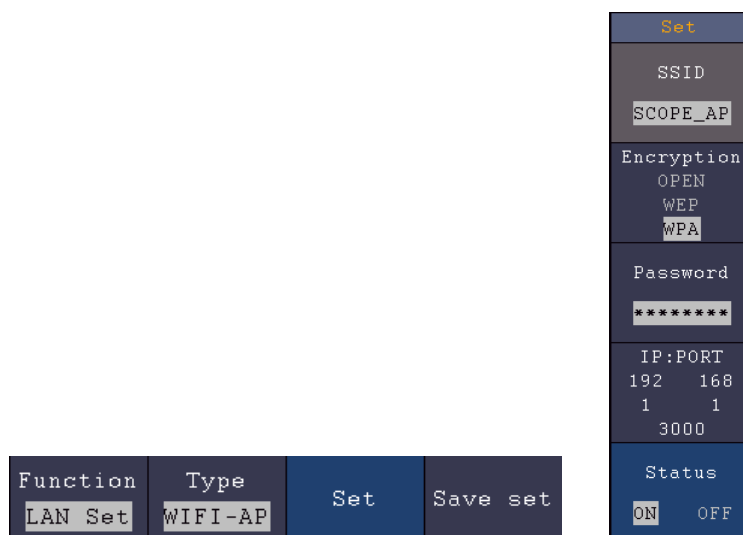 Set
SSID
SCOPE_AP
Encryption
OPEN
WEP
WPA
Password
********
IP:PORT
192 168
1 1
3000
Status
ON OFF
Function Type Set Save set
LAN Set WIFI-AP